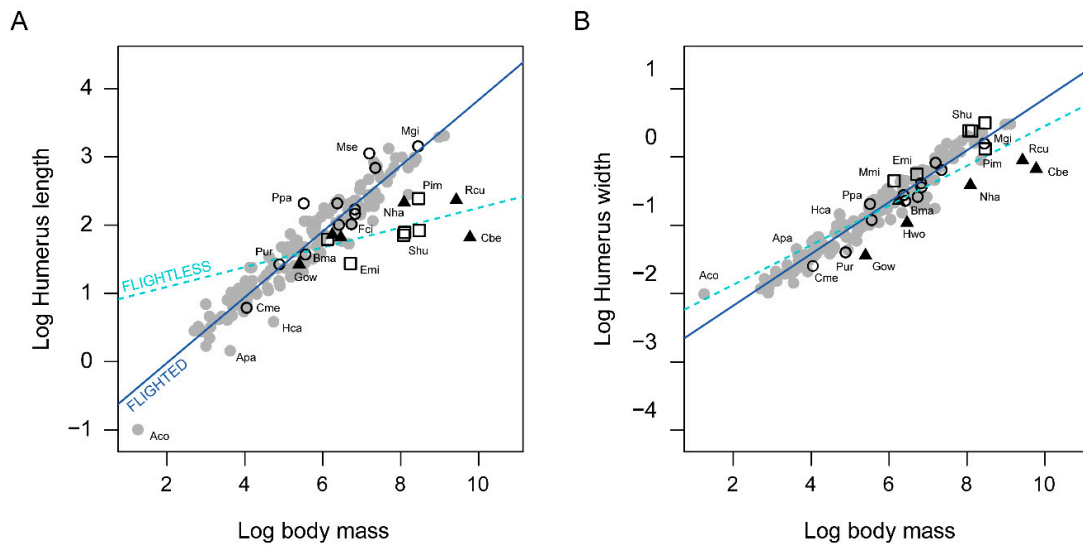 A
Log Humerus length
4
3
2
1
0
−1
2
4
6
8
10
Log body mass
FLIGHTLESS
FLIGHTED
Mgi
Mse
Ppa
Pim
Rcu
Nha
Fci
Shu
Cbe
Pur
Bma
Gow
Emi
Cme
Hca
Apa
Aco
B
Log Humerus width
1
0
−1
−2
−3
−4
2
4
6
8
10
Log body mass
Shu
Mgi
Rcu
Pim
Cbe
Emi
Mmi
Nha
Ppa
Bma
Hca
Hwo
Apa
Gow
Pur
Cme
Aco